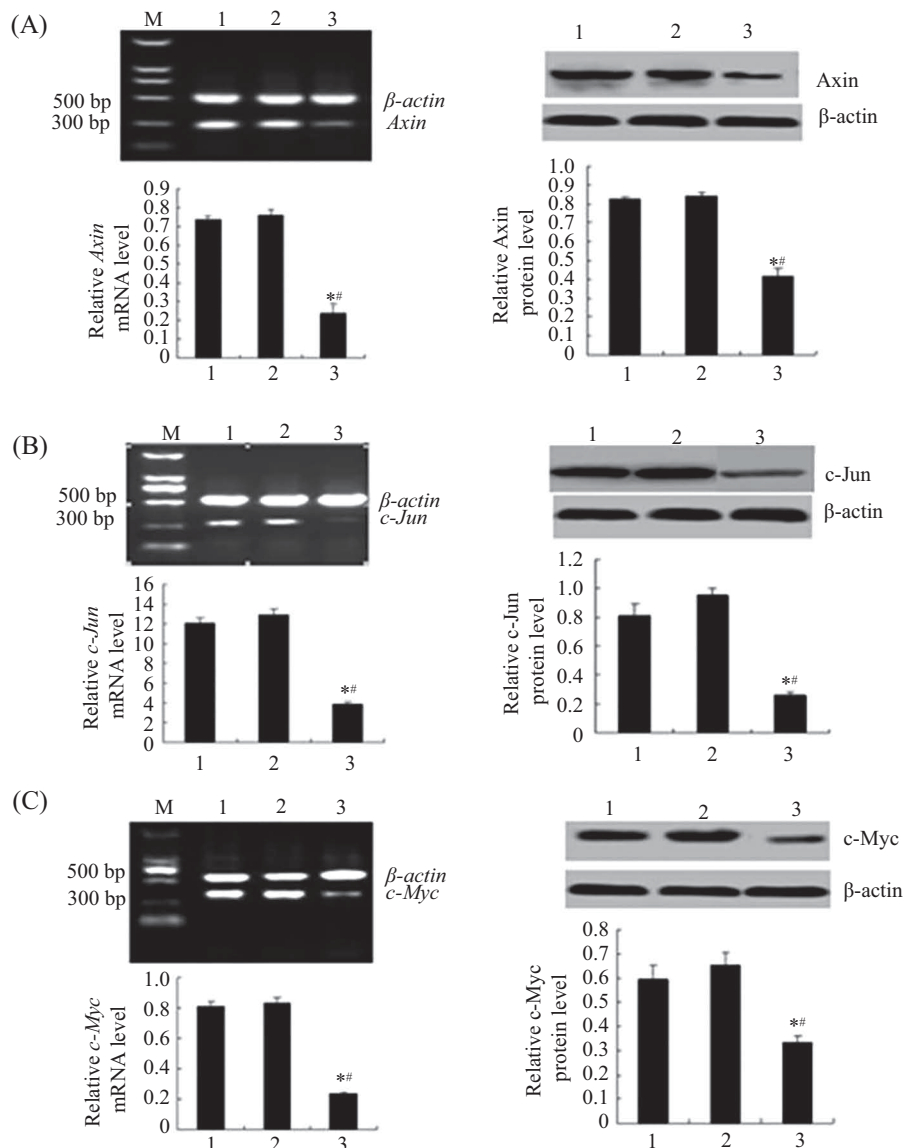 (A)
M 1 2 3
500 bp
300 bp
β-actin
Axin
1 2 3
Axin
β-actin
Relative Axin
mRNA level
0.9
0.8
0.7
0.6
0.5
0.4
0.3
0.2
0.1
0
*#
1 2 3
Relative Axin
protein level
1.0
0.9
0.8
0.7
0.6
0.5
0.4
0.3
0.2
0.1
0
*#
1 2 3
(B)
M 1 2 3
500 bp
300 bp
β-actin
c-Jun
1 2 3
c-Jun
β-actin
Relative c-Jun
mRNA level
16
14
12
10
8
6
4
2
0
*#
1 2 3
Relative c-Jun
protein level
1.2
1.0
0.8
0.6
0.4
0.2
0
*#
1 2 3
(C)
M 1 2 3
500 bp
300 bp
β-actin
c-Myc
1 2 3
c-Myc
β-actin
Relative c-Myc
mRNA level
1.0
0.8
0.6
0.4
0.2
0
*#
1 2 3
Relative c-Myc
protein level
0.8
0.7
0.6
0.5
0.4
0.3
0.2
0.1
0
*#
1 2 3